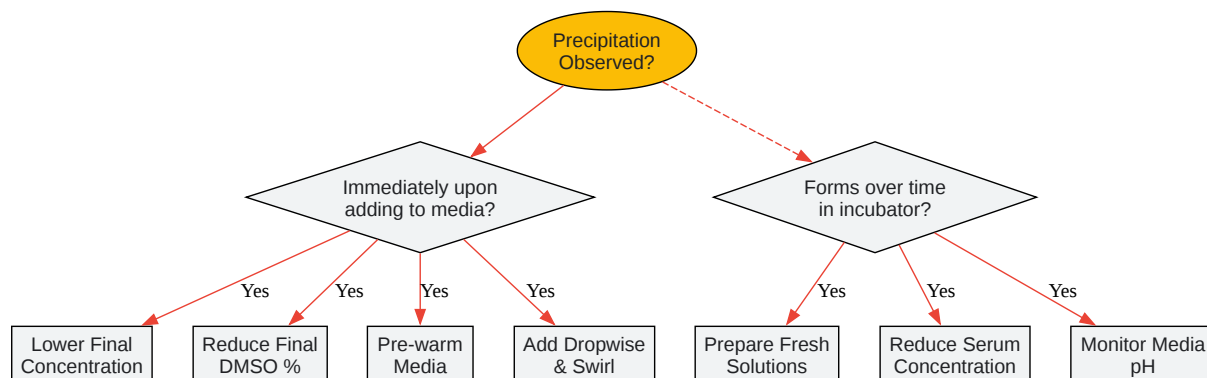 Precipitation
Observed?
Immediately upon
adding to media?
Forms over time
in incubator?
Yes
Yes
Yes
Yes
Yes
Yes
Yes
Lower Final
Concentration
Reduce Final
DMSO %
Pre-warm
Media
Add Dropwise
& Swirl
Prepare Fresh
Solutions
Reduce Serum
Concentration
Monitor Media
pH